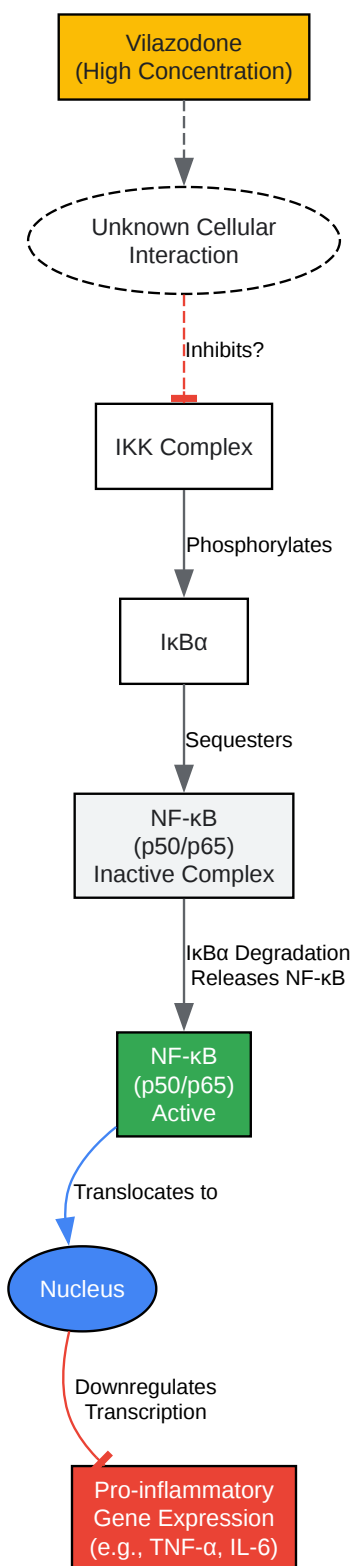 Vilazodone
(High Concentration)
Unknown Cellular
Interaction
Inhibits?
IKK Complex
Phosphorylates
IκBα
Sequesters
NF-κB
(p50/p65)
Inactive Complex
IκBα Degradation
Releases NF-κB
NF-κB
(p50/p65)
Active
Translocates to
Nucleus
Downregulates
Transcription
Pro-inflammatory
Gene Expression
(e.g., TNF-α, IL-6)